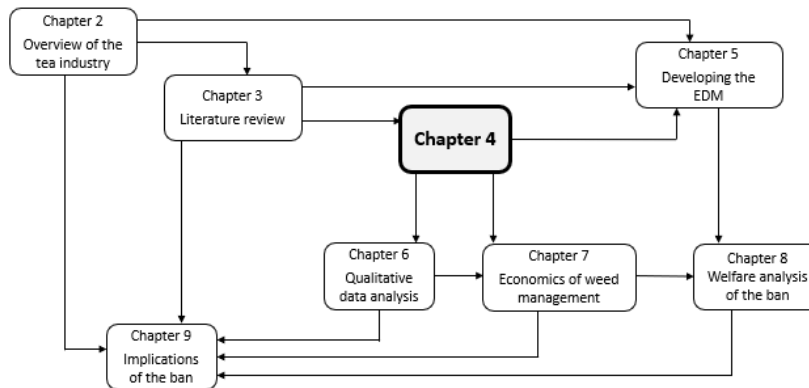 Chapter 2
Overview of the
tea industry
Chapter 5
Developing the
EDM
Chapter 3
Literature review
Chapter 4
Chapter 6
Qualitative
data analysis
Chapter 7
Economics of weed
management
Chapter 8
Welfare analysis
of the ban
Chapter 9
Implications
of the ban